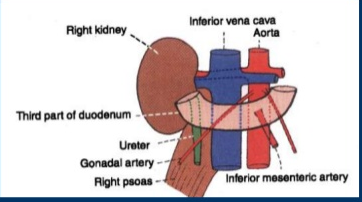 Inferior vena cava
Aorta
Right kidney
Third part of duodenum
Ureter
Gonadal artery
Right psoas
Inferior mesenteric artery